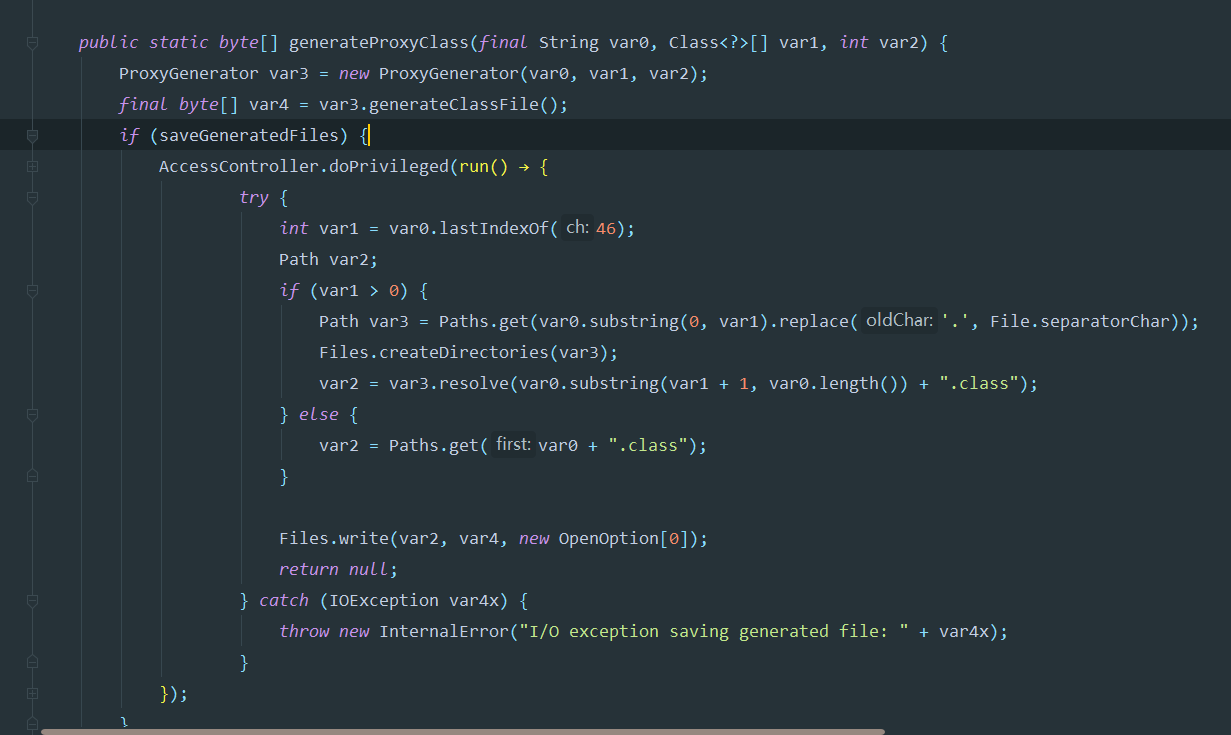 public static byte[] generateProxyClass(final String var0, Class<?>[] var1, int var2) {
ProxyGenerator var3 = new ProxyGenerator(var0, var1, var2);
final byte[] var4 = var3.generateClassFile();
if (saveGeneratedFiles) {
AccessController.doPrivileged(run() → {
try {
int var1 = var0.lastIndexOf( ch: 46);
Path var2;
if (var1 > 0) {
Path var3 = Paths.get(var0.substring(0, var1).replace( oldChar: '.', File.separatorChar));
Files.createDirectories(var3);
var2 = var3.resolve(var0.substring(var1 + 1, var0.length()) + ".class");
} else {
var2 = Paths.get( first: var0 + ".class");
}
Files.write(var2, var4, new OpenOption[0]);
return null;
} catch (IOException var4x) {
throw new InternalError("I/O exception saving generated file: " + var4x);
}
});
}